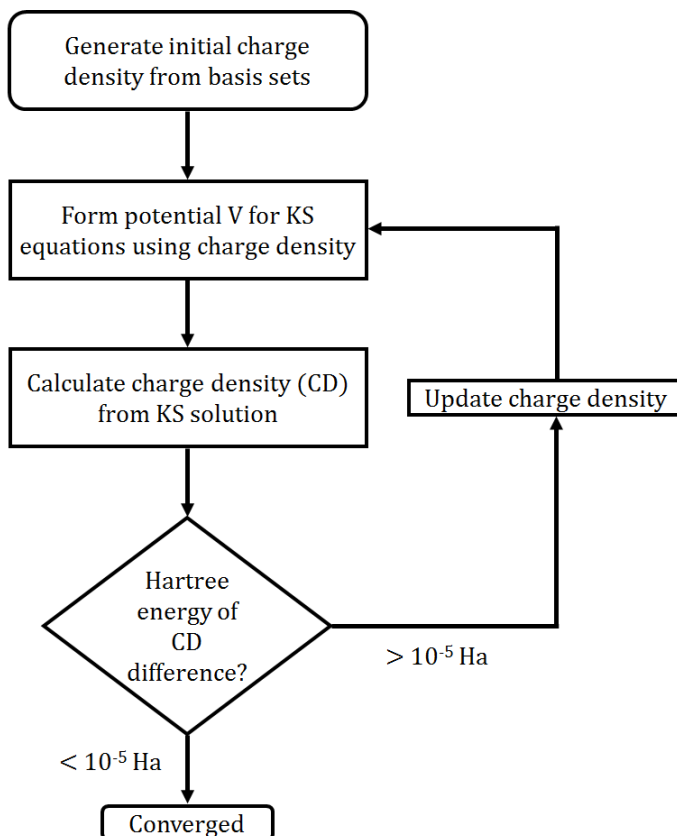 Generate initial charge
density from basis sets
Form potential V for KS
equations using charge density
Calculate charge density (CD)
from KS solution
Update charge density
Hartree
energy of
CD
difference?
> 10⁻⁵ Ha
< 10⁻⁵ Ha
Converged